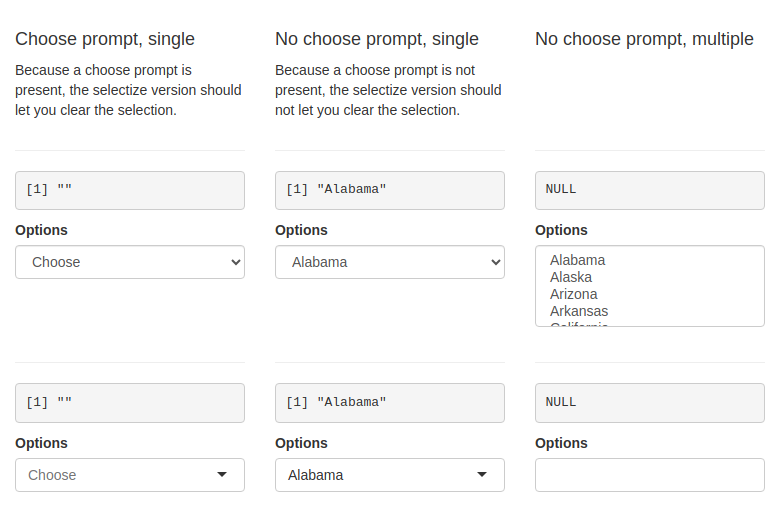 Choose prompt, single
Because a choose prompt is
present, the selectize version should
let you clear the selection.
No choose prompt, single
Because a choose prompt is not
present, the selectize version should
not let you clear the selection.
No choose prompt, multiple
[1] ""
[1] "Alabama"
NULL
Options
Choose
Options
Alabama
Options
Alabama
Alaska
Arizona
Arkansas
California
[1] ""
[1] "Alabama"
NULL
Options
Choose
Options
Alabama
Options